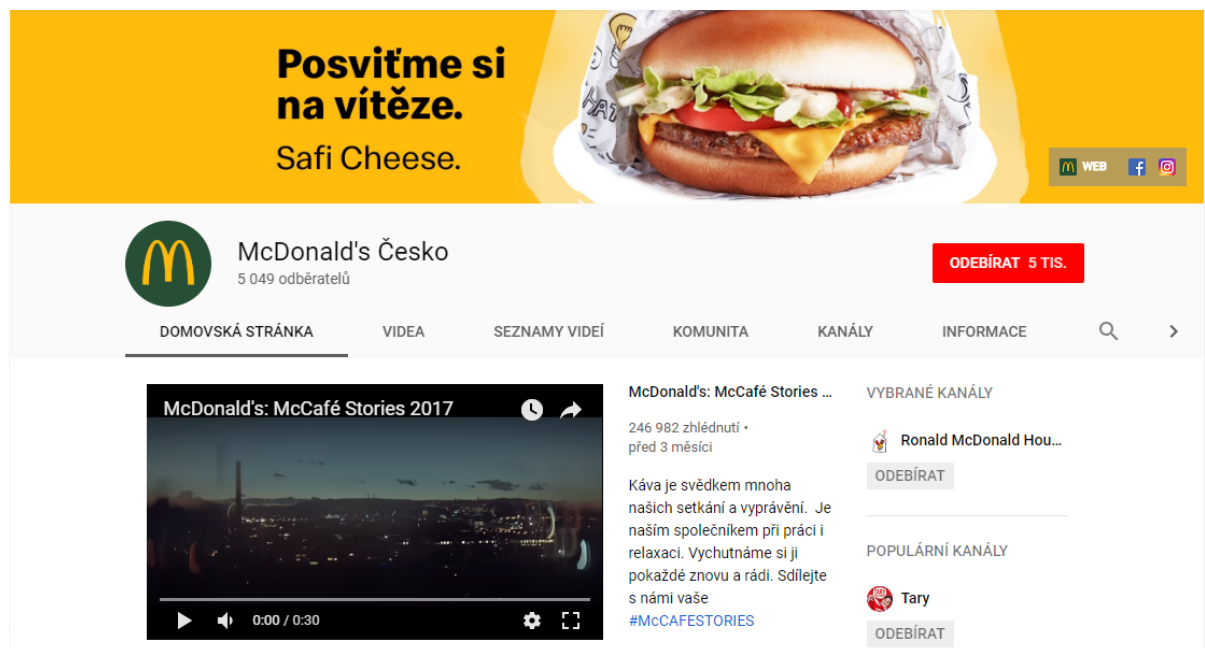 Posviťme si
na vítěze.
Safi Cheese.
WEB
McDonald's Česko
5 049 odběratelů
ODEBÍRAT 5 TIS.
DOMOVSKÁ STRÁNKA VIDEA SEZNAMY VIDEÍ KOMUNITA KANÁLY INFORMACE
McDonald's: McCafé Stories 2017
0:00 / 0:30
McDonald's: McCafé Stories ...
246 982 zhlédnutí •
před 3 měsíci
Káva je svědkem mnoha
našich setkání a vyprávění. Je
naším společníkem při práci i
relaxaci. Vychutnáme si ji
pokaždé znovu a rádi. Sdílejte
s námi vaše
#McCAFESTORIES
VYBRANÉ KANÁLY
Ronald McDonald Hou...
ODEBÍRAT
POPULÁRNÍ KANÁLY
Tary
ODEBÍRAT